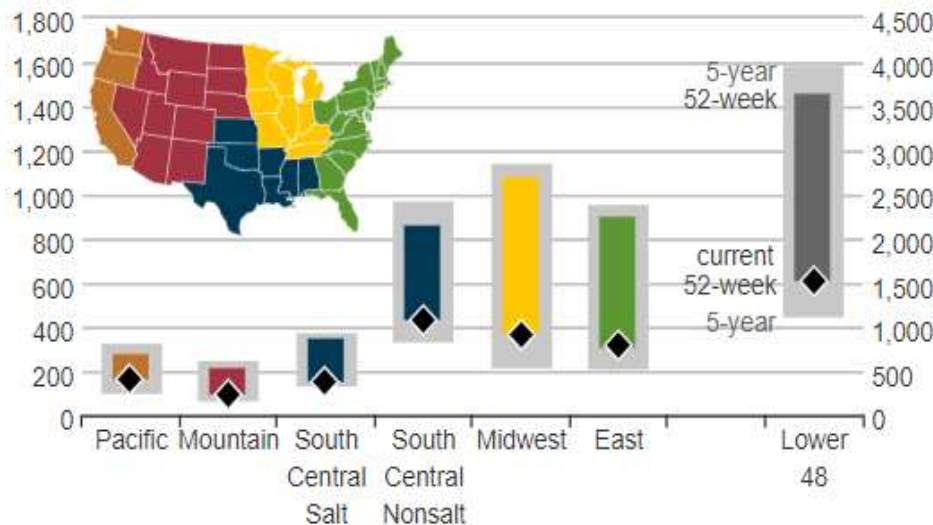 1,800
1,600
1,400
1,200
1,000
800
600
400
200
0
4,500
4,000
3,500
3,000
2,500
2,000
1,500
1,000
500
0
5-year
52-week
current
52-week
5-year
Pacific
Mountain
South
Central
Salt
South
Central
Nonsalt
Midwest
East
Lower
48